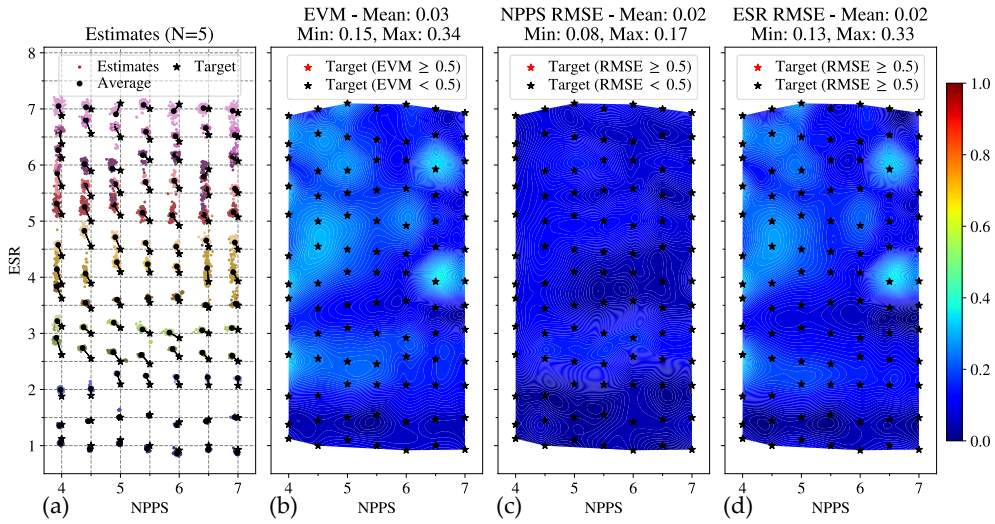 Estimates (N=5)
Estimates
Target
Average
ESR
8
7
6
5
4
3
2
1
4 5 6 7
(a)
NPPS
EVM - Mean: 0.03
Min: 0.15, Max: 0.34
Target (EVM ≥ 0.5)
Target (EVM < 0.5)
4 5 6 7
(b)
NPPS
NPPS RMSE - Mean: 0.02
Min: 0.08, Max: 0.17
Target (RMSE ≥ 0.5)
Target (RMSE < 0.5)
4 5 6 7
(c)
NPPS
ESR RMSE - Mean: 0.02
Min: 0.13, Max: 0.33
Target (RMSE ≥ 0.5)
Target (RMSE ≥ 0.5)
4 5 6 7
(d)
NPPS
1.0
0.8
0.6
0.4
0.2
0.0